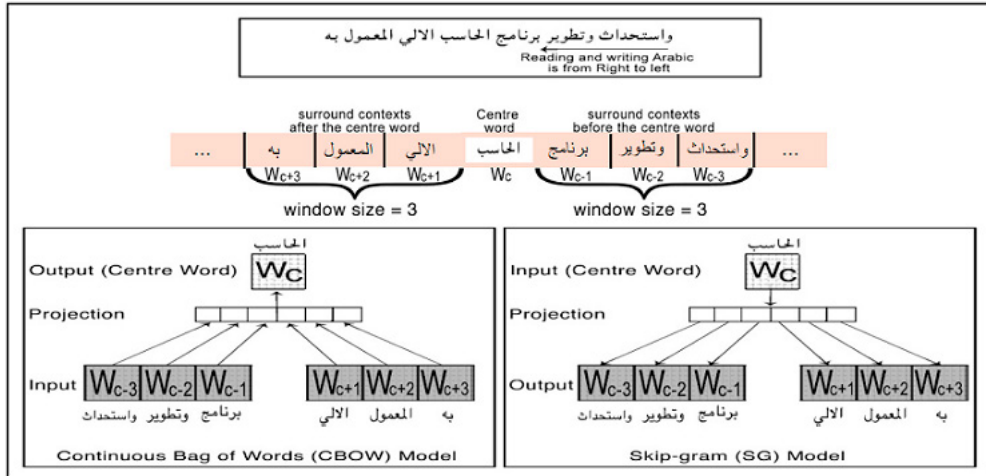 واستحداث وتطوير برنامج الحاسب الالي المعمول به
Reading and writing Arabic
is from Right to left
surround contexts
after the centre word
Centre
word
surround contexts
before the centre word
... به المعمول الالي الحاسب برنامج وتطوير واستحداث ...
Wc+3 Wc+2 Wc+1 Wc Wc-1 Wc-2 Wc-3
window size = 3 window size = 3
الحاسب
Output (Centre Word) Wc
Projection
Input Wc-3 Wc-2 Wc-1 Wc+1 Wc+2 Wc+3
واستحداث وتطوير برنامج الالي المعمول به
Continuous Bag of Words (CBOW) Model
الحاسب
Input (Centre Word) Wc
Projection
Output Wc-3 Wc-2 Wc-1 Wc+1 Wc+2 Wc+3
واستحداث وتطوير برنامج الالي المعمول به
Skip-gram (SG) Model